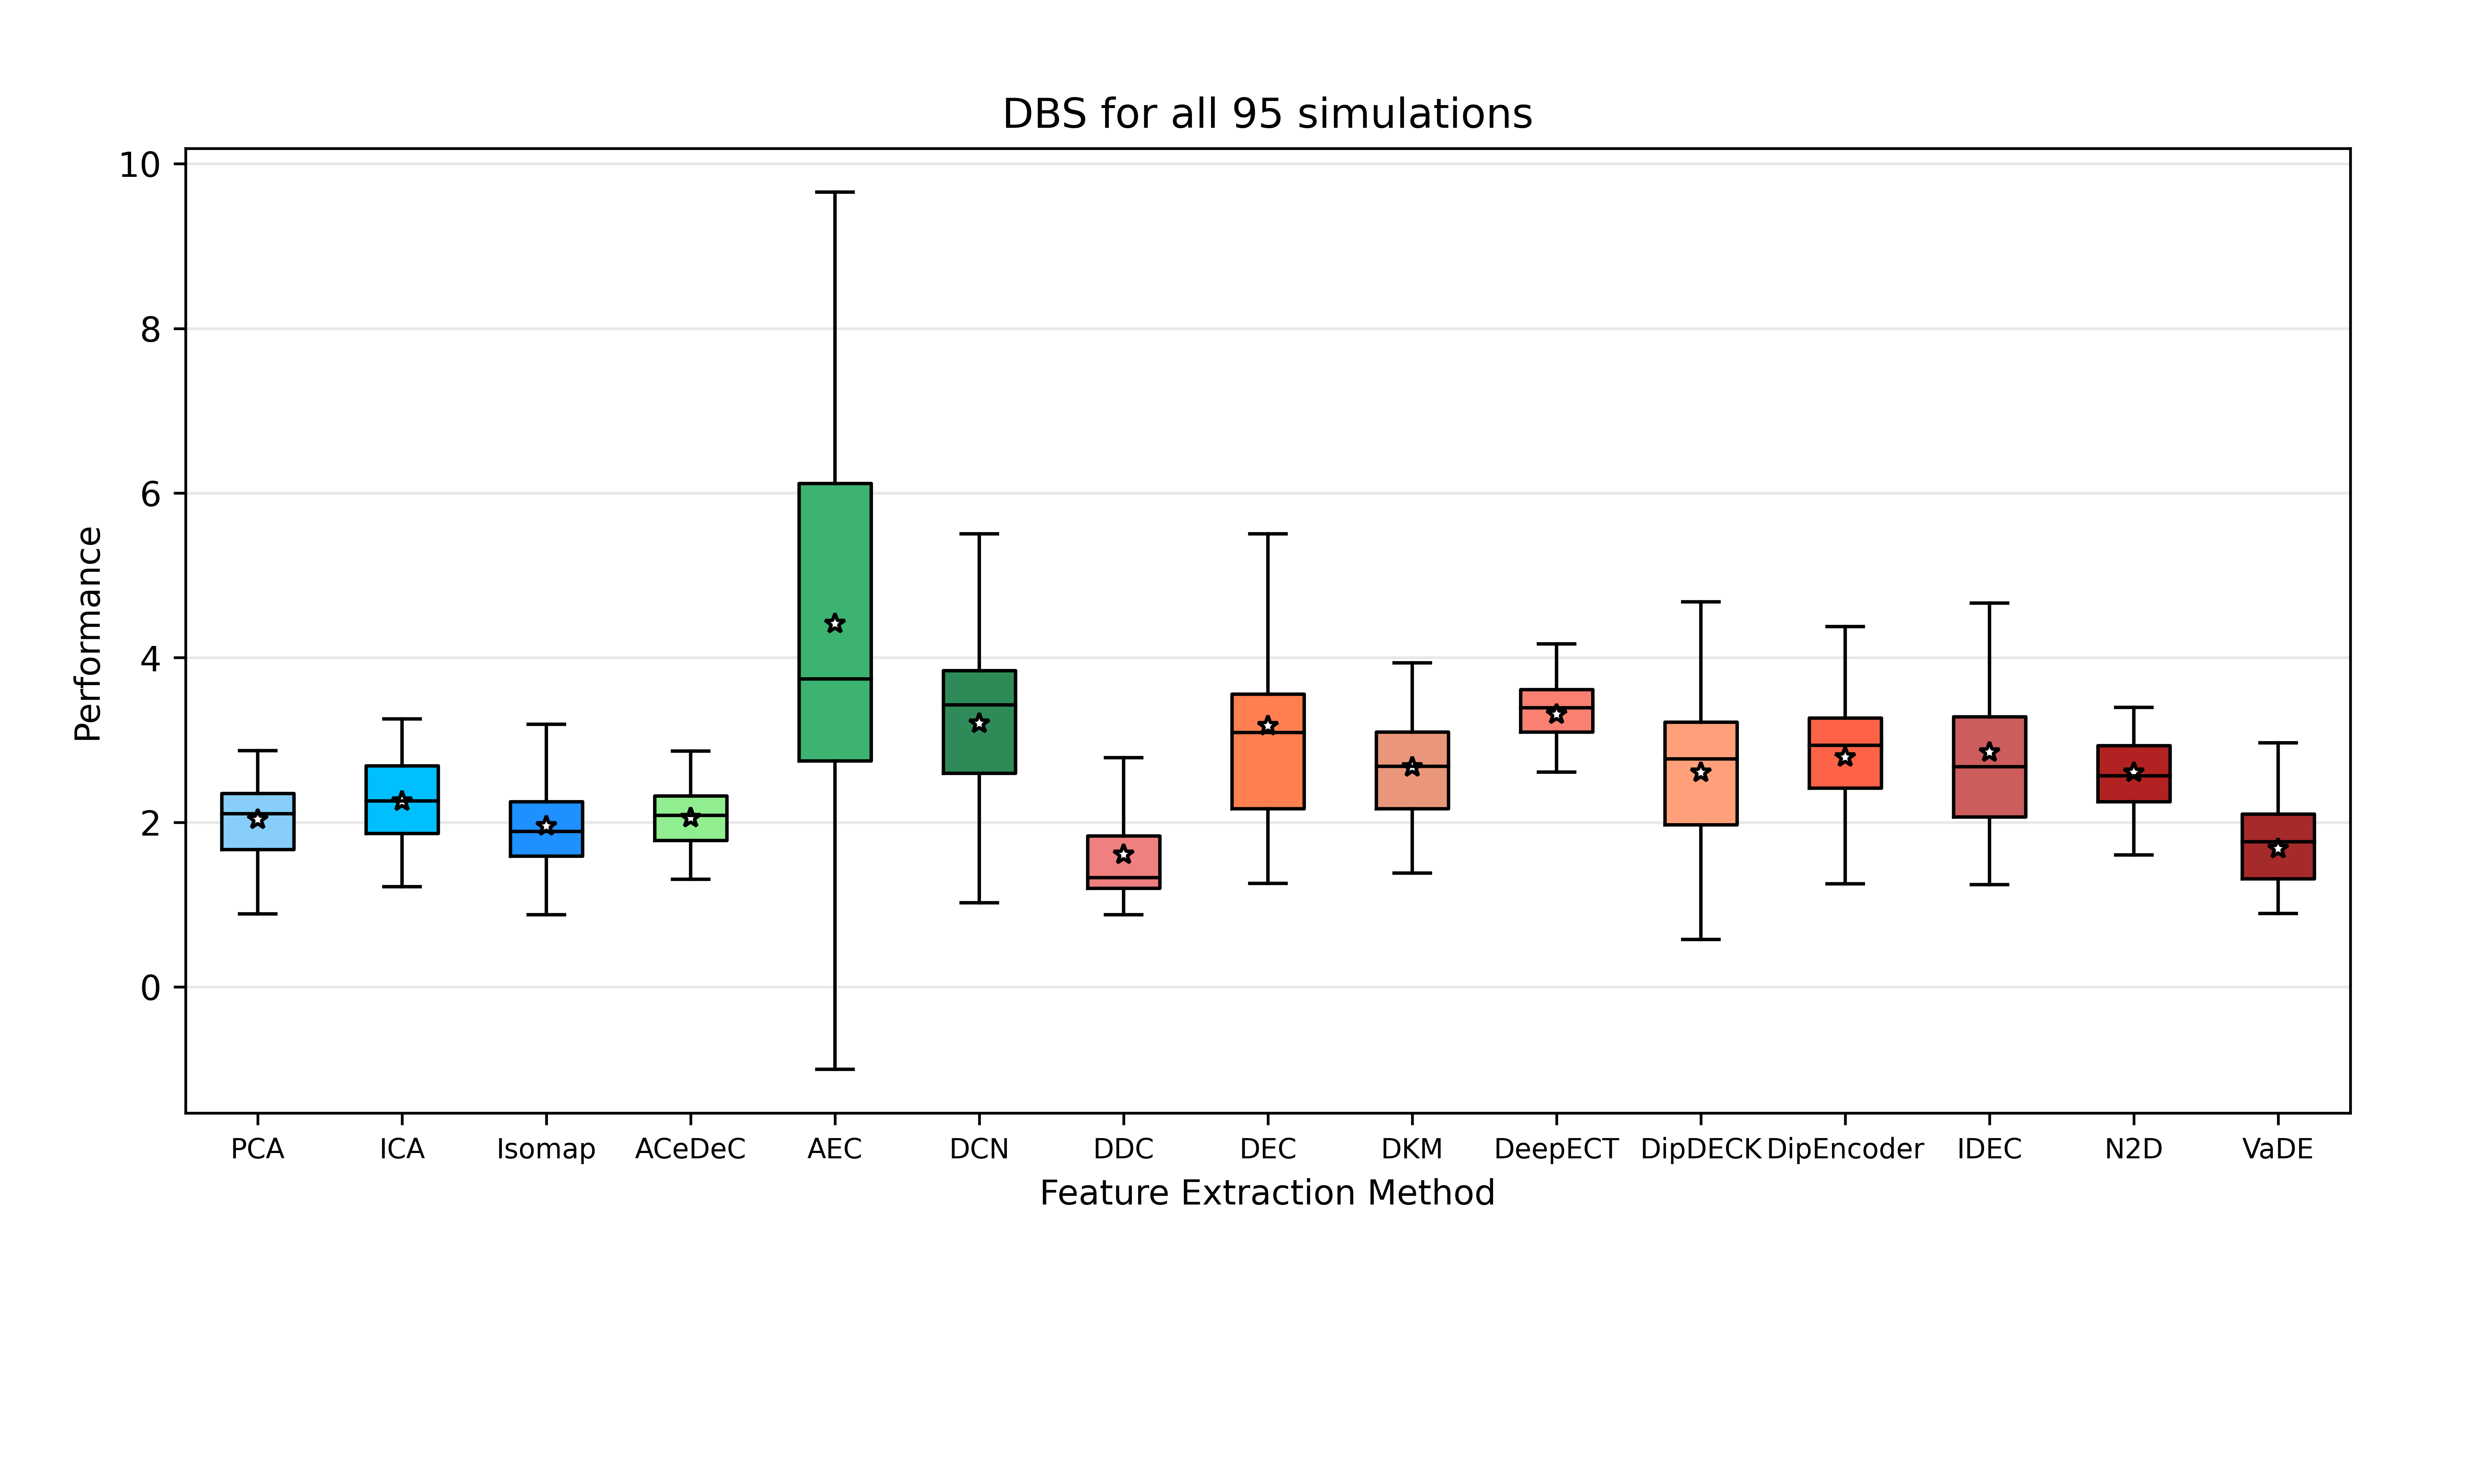 DBS for all 95 simulations
10
8
6
4
2
0
Performance
PCA ICA Isomap ACeDeC AEC DCN DDC DEC DKM DeepECT DipDECK DipEncoder IDEC N2D VaDE
Feature Extraction Method